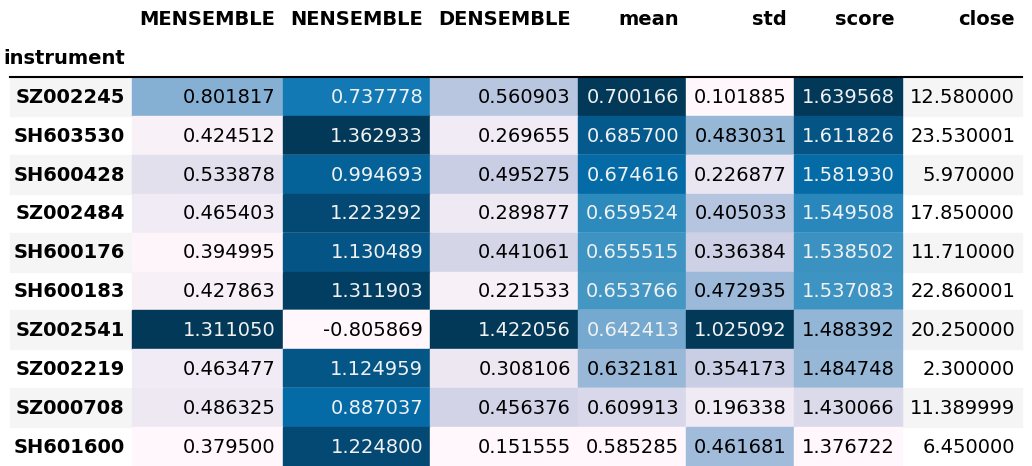 MENSEMBLE NENSEMBLE DENSEMBLE mean std score close
instrument
SZ002245 0.801817 0.737778 0.560903 0.700166 0.101885 1.639568 12.580000
SH603530 0.424512 1.362933 0.269655 0.685700 0.483031 1.611826 23.530001
SH600428 0.533878 0.994693 0.495275 0.674616 0.226877 1.581930 5.970000
SZ002484 0.465403 1.223292 0.289877 0.659524 0.405033 1.549508 17.850000
SH600176 0.394995 1.130489 0.441061 0.655515 0.336384 1.538502 11.710000
SH600183 0.427863 1.311903 0.221533 0.653766 0.472935 1.537083 22.860001
SZ002541 1.311050 -0.805869 1.422056 0.642413 1.025092 1.488392 20.250000
SZ002219 0.463477 1.124959 0.308106 0.632181 0.354173 1.484748 2.300000
SZ000708 0.486325 0.887037 0.456376 0.609913 0.196338 1.430066 11.389999
SH601600 0.379500 1.224800 0.151555 0.585285 0.461681 1.376722 6.450000